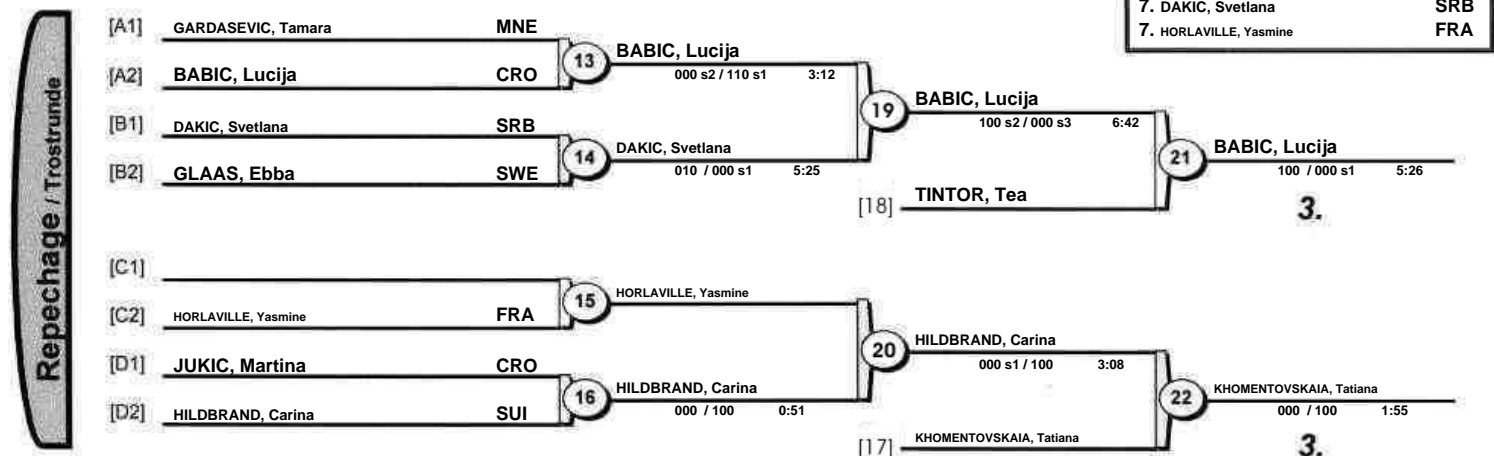 7. DAKIC, Svetlana SRB
7. HORLAVILLE, Yasmine FRA
Repechage / Trostrunde
[A1] GARDASEVIC, Tamara MNE
13 BABIC, Lucija
000 s2 / 110 s1 3:12
[A2] BABIC, Lucija CRO
19 BABIC, Lucija
100 s2 / 000 s3 6:42
[B1] DAKIC, Svetlana SRB
14 DAKIC, Svetlana
010 / 000 s1 5:25
[B2] GLAAS, Ebba SWE
21 BABIC, Lucija
100 / 000 s1 5:26
[18] TINTOR, Tea
3.
[C1]
15 HORLAVILLE, Yasmine
[C2] HORLAVILLE, Yasmine FRA
20 HILDBRAND, Carina
000 s1 / 100 3:08
[D1] JUKIC, Martina CRO
16 HILDBRAND, Carina
000 / 100 0:51
[D2] HILDBRAND, Carina SUI
22 KHOMENTOVSKAIA, Tatiana
000 / 100 1:55
[17] KHOMENTOVSKAIA, Tatiana
3.